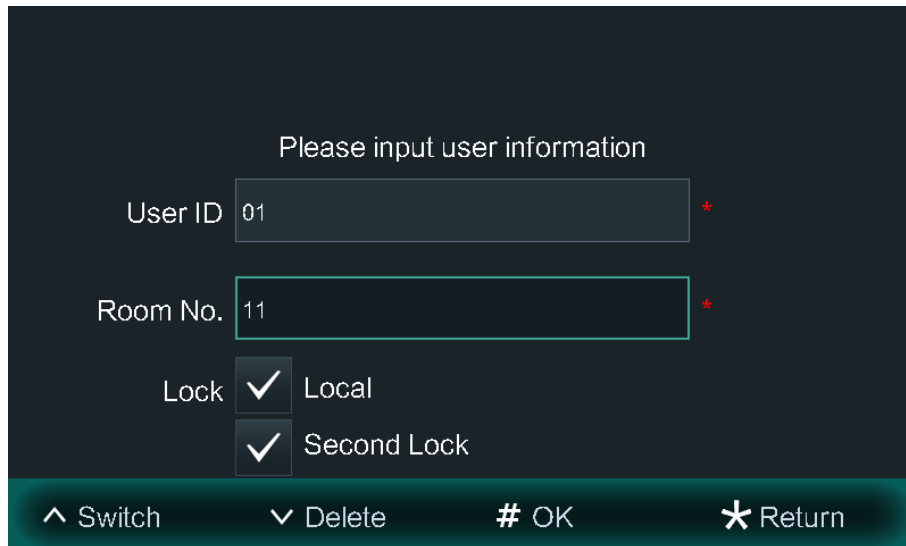 Please input user information
User ID 01 *
Room No. 11 *
Lock Local
Second Lock
Switch Delete # OK * Return